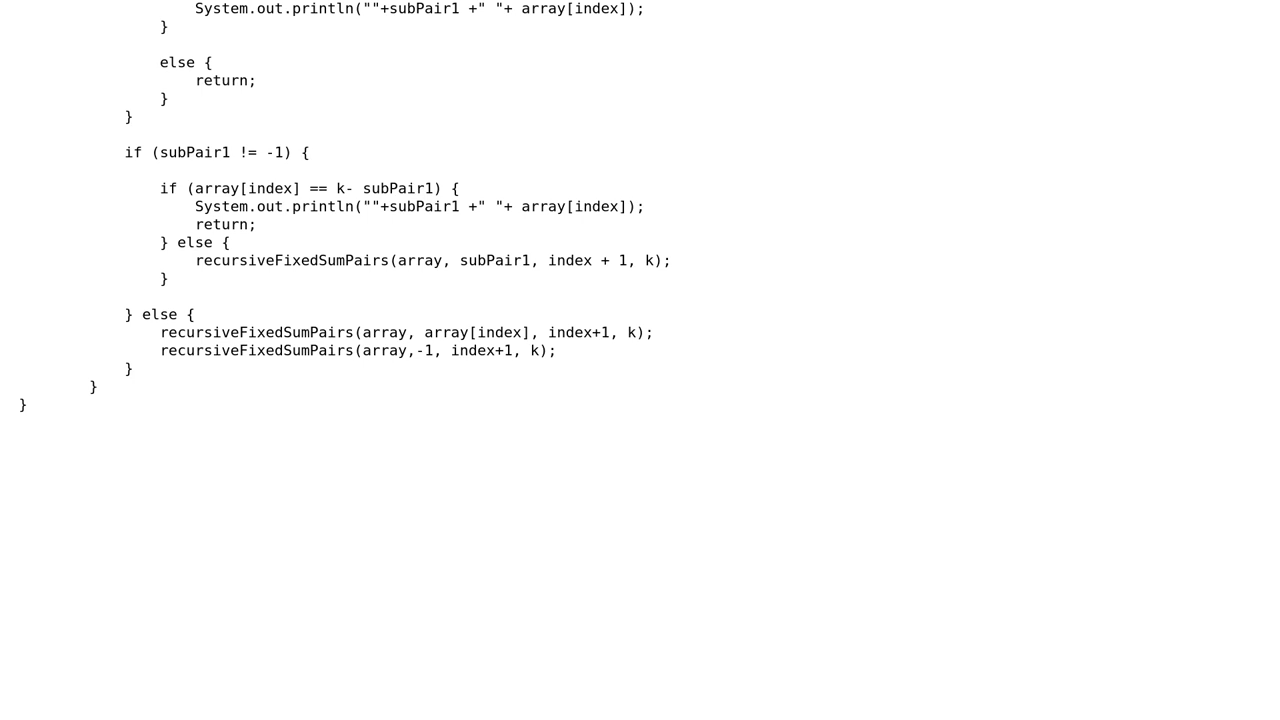 System.out.println(""+subPair1 +" "+ array[index]);
}
else {
return;
}
}
if (subPair1 != -1) {
if (array[index] == k- subPair1) {
System.out.println(""+subPair1 +" "+ array[index]);
return;
} else {
recursiveFixedSumPairs(array, subPair1, index + 1, k);
}
} else {
recursiveFixedSumPairs(array, array[index], index+1, k);
recursiveFixedSumPairs(array,-1, index+1, k);
}
}
}